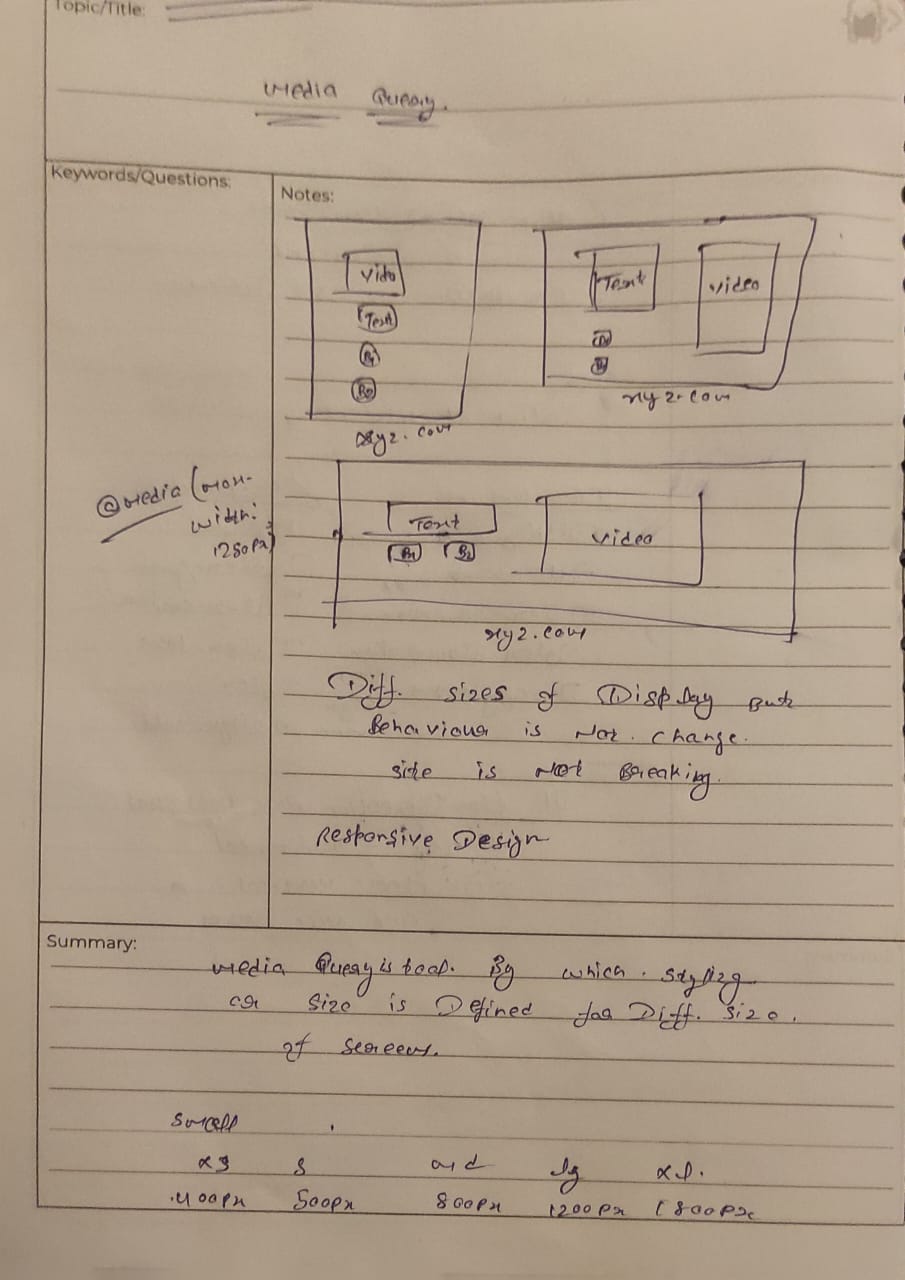 Topic/Title:
Media Query.
Keywords/Questions:
Notes:
Vido
Text
B1
B2
xyz.com
Text
Video
xyz.com
@media (max-
width:
1280px)
Text
B1 B2
Video
xyz.com
Diff. sizes of Display But
Behaviour is Not. change.
site is Not Breaking.
Responsive Design
Summary:
Media Query is tool. By which. styling
or size is Defined for Diff. size.
of screens.
Small
xs s md lg xl.
400px 500px 800px 1200px 1800px